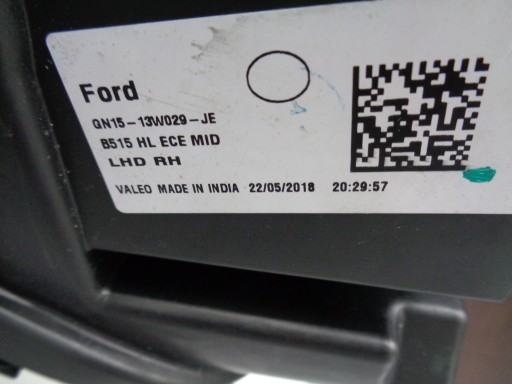 Ford
GN15-13W029-JE
B515 HL ECE MID
LHD RH
VALEO MADE IN INDIA 22/05/2018 20:29:57